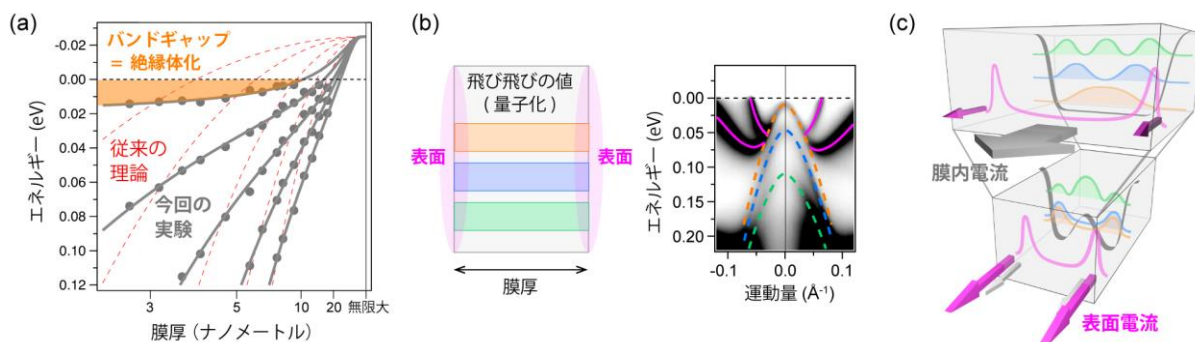 (a)
バンドギャップ
= 絶縁体化
従来の
理論
今回の
実験
エネルギー (eV)
-0.02
0.00
0.02
0.04
0.06
0.08
0.10
0.12
3
5
10
20
無限大
膜厚 (ナノメートル)
(b)
飛び飛びの値
( 量子化 )
表面
表面
膜厚
エネルギー (eV)
0.00
0.05
0.10
0.15
0.20
-0.1
0.0
0.1
運動量 (Å⁻¹)
(c)
膜内電流
表面電流